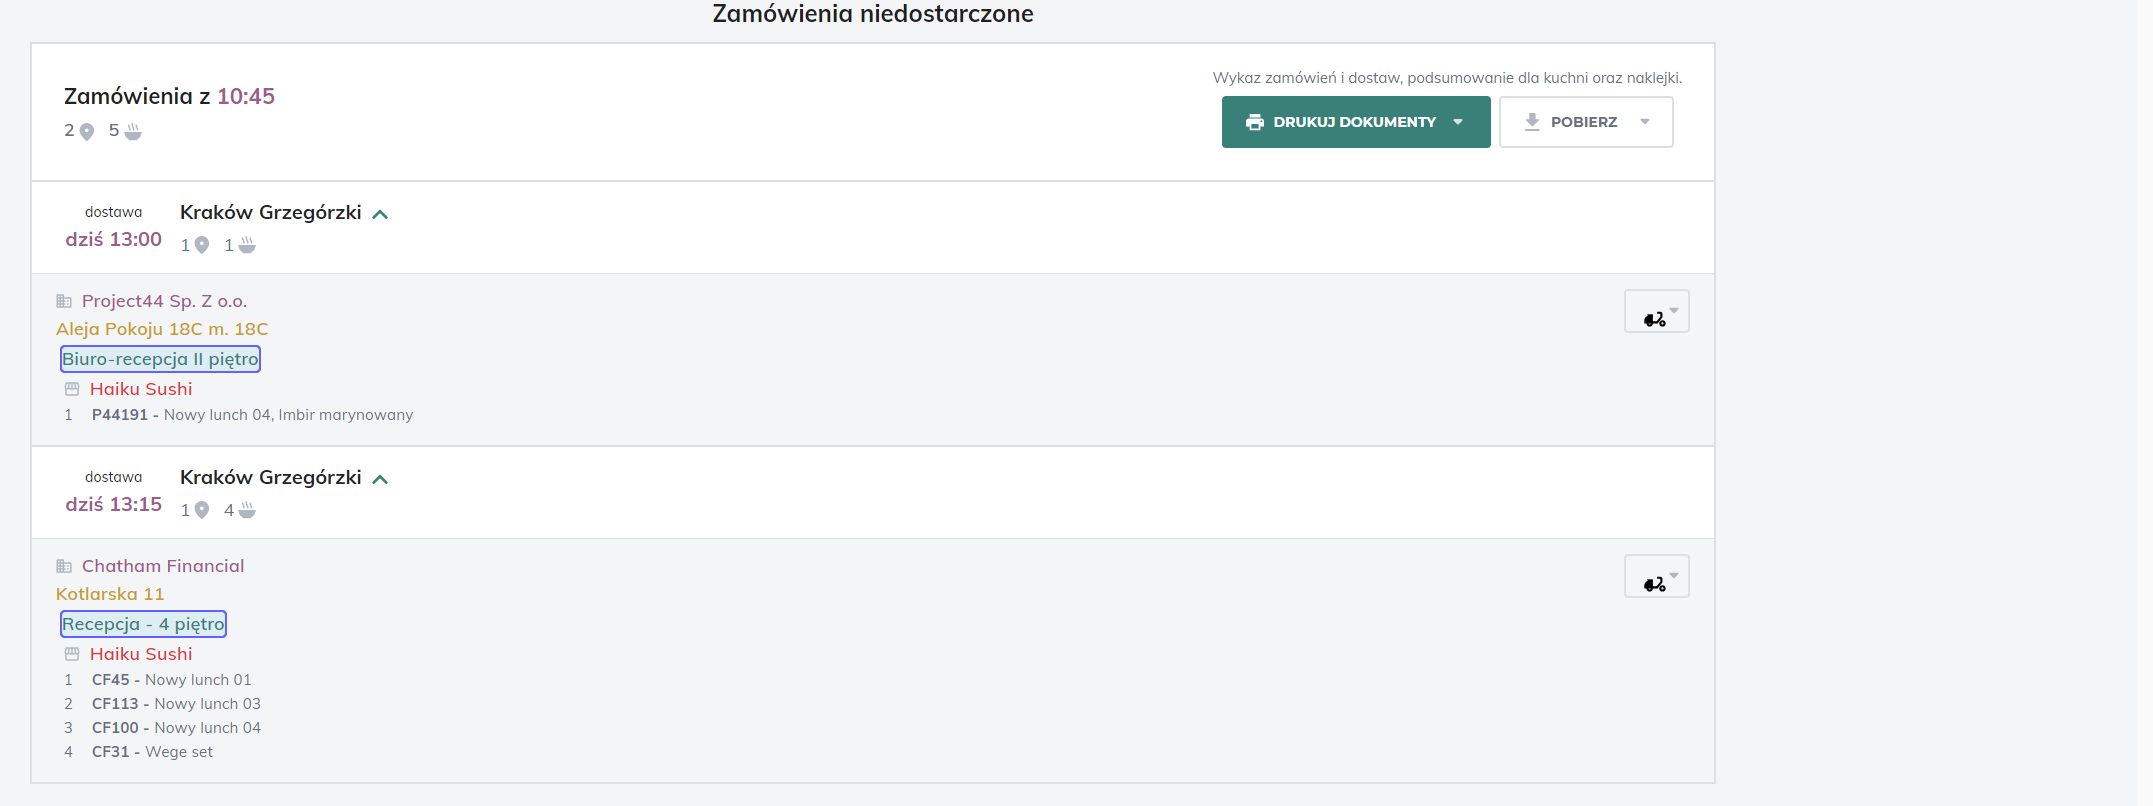 Zamówienia niedostarczone
Zamówienia z 10:45
2 5
Wykaz zamówień i dostaw, podsumowanie dla kuchni oraz naklejki.
DRUKUJ DOKUMENTY
POBIERZ
dostawa
dziś 13:00
Kraków Grzegórzki
1 1
Project44 Sp. Z o.o.
Aleja Pokoju 18C m. 18C
Biuro-recepcja II piętro
Haiku Sushi
1 P44191 - Nowy lunch 04, Imbir marynowany
dostawa
dziś 13:15
Kraków Grzegórzki
1 4
Chatham Financial
Kotlarska 11
Recepcja - 4 piętro
Haiku Sushi
1 CF45 - Nowy lunch 01
2 CF113 - Nowy lunch 03
3 CF100 - Nowy lunch 04
4 CF31 - Wege set